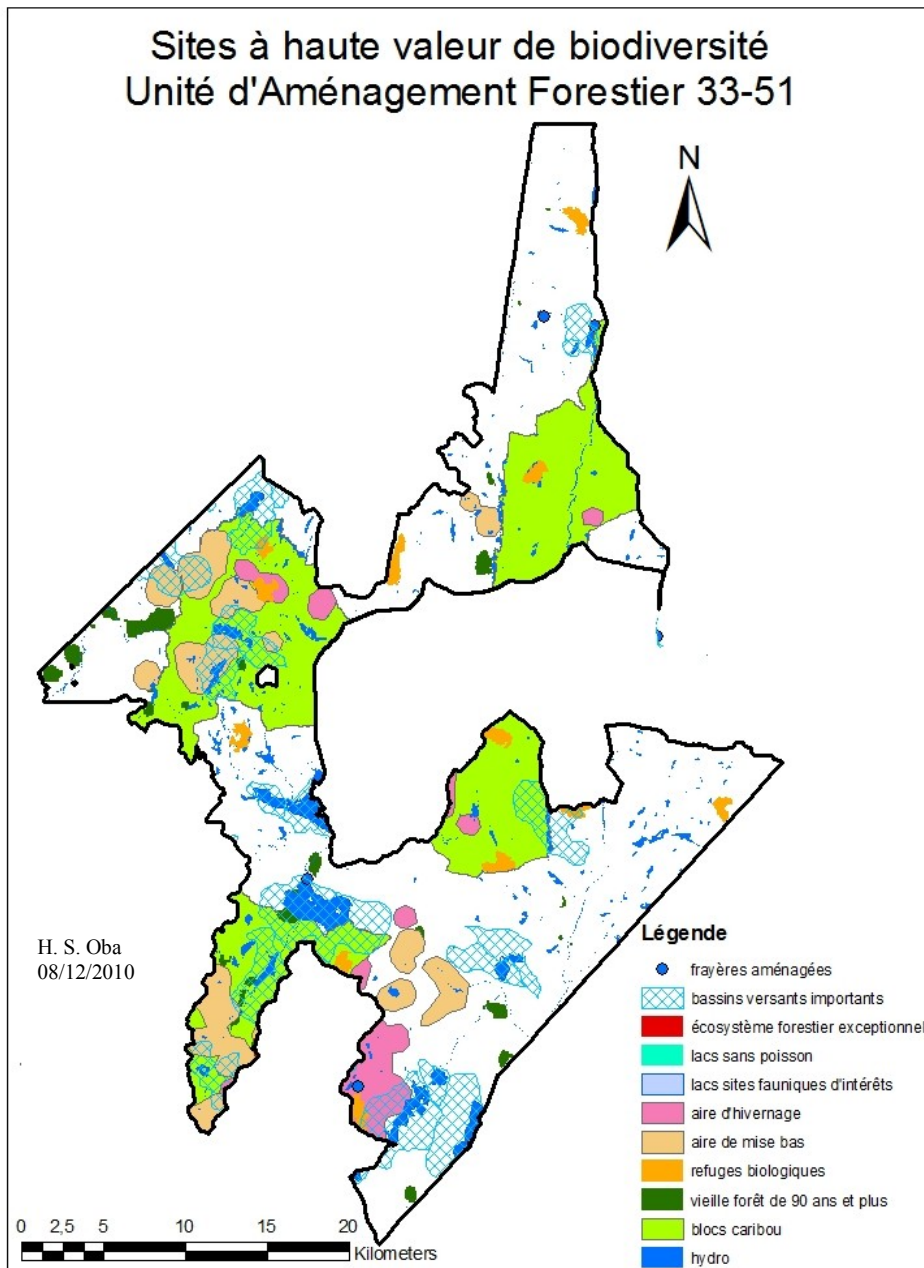 Sites à haute valeur de biodiversité
Unité d'Aménagement Forestier 33-51
N
H. S. Oba
08/12/2010
Légende
frayères aménagées
bassins versants importants
écosystème forestier exceptionnel
lacs sans poisson
lacs sites fauniques d'intérêts
aire d'hivernage
aire de mise bas
refuges biologiques
vieille forêt de 90 ans et plus
blocs caribou
hydro
0 2,5 5 10 15 20
Kilometers